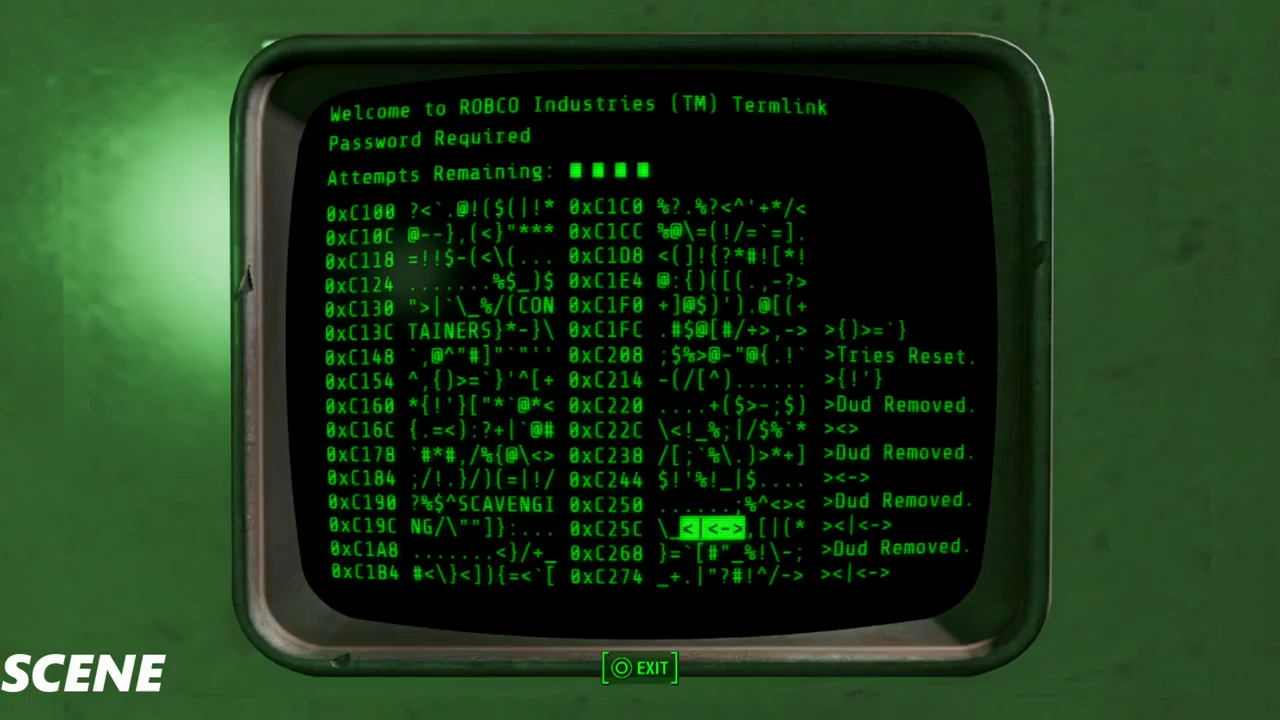 Welcome to ROBCO Industries (TM) Termlink
Password Required
Attempts Remaining:
0xC100 ?<`.@!($(|!* 0xC1C0 %?.%?<^'+*/<
0xC10C @--},(<}"*** 0xC1CC %@\=(!/=`=].
0xC118 =!!$-(<\(... 0xC1D8 <(]!{?*#![*!
0xC124 .......%$_)$ 0xC1E4 @:{)([(.,-?>
0xC130 ">|`\_%/(CON 0xC1F0 +]@$)').@[(+
0xC13C TAINERS}*-}\ 0xC1FC .#$@[#/+>,-> >{)>=`}
0xC148 `,@^"#]"`"'' 0xC208 ;$%>@-"@{.!` >Tries Reset.
0xC154 ^,{)>=`}'^[+ 0xC214 -(/[^)...... >{!'}
0xC160 *{!'}["*`@*< 0xC220 ....+($>-;$) >Dud Removed.
0xC16C {.=<):?+|`@# 0xC22C \<!_%;|/$%`* ><>
0xC178 `#*#,/%{@\<> 0xC238 /[;`%\.)>*+] >Dud Removed.
0xC184 ;/!.}/)(=|!/ 0xC244 $!'%!_|$.... ><->
0xC190 ?%$^SCAVENGI 0xC250 ......;%^<>< >Dud Removed.
0xC19C NG/\""]}:... 0xC25C \_<|<->,[|(* ><|<->
0xC1A8 .......<}/+_ 0xC268 }=`[#"_%!\-; >Dud Removed.
0xC1B4 #<\}<]){=<`[ 0xC274 _+.|"?#!^/-> ><|<->
EXIT
SCENE